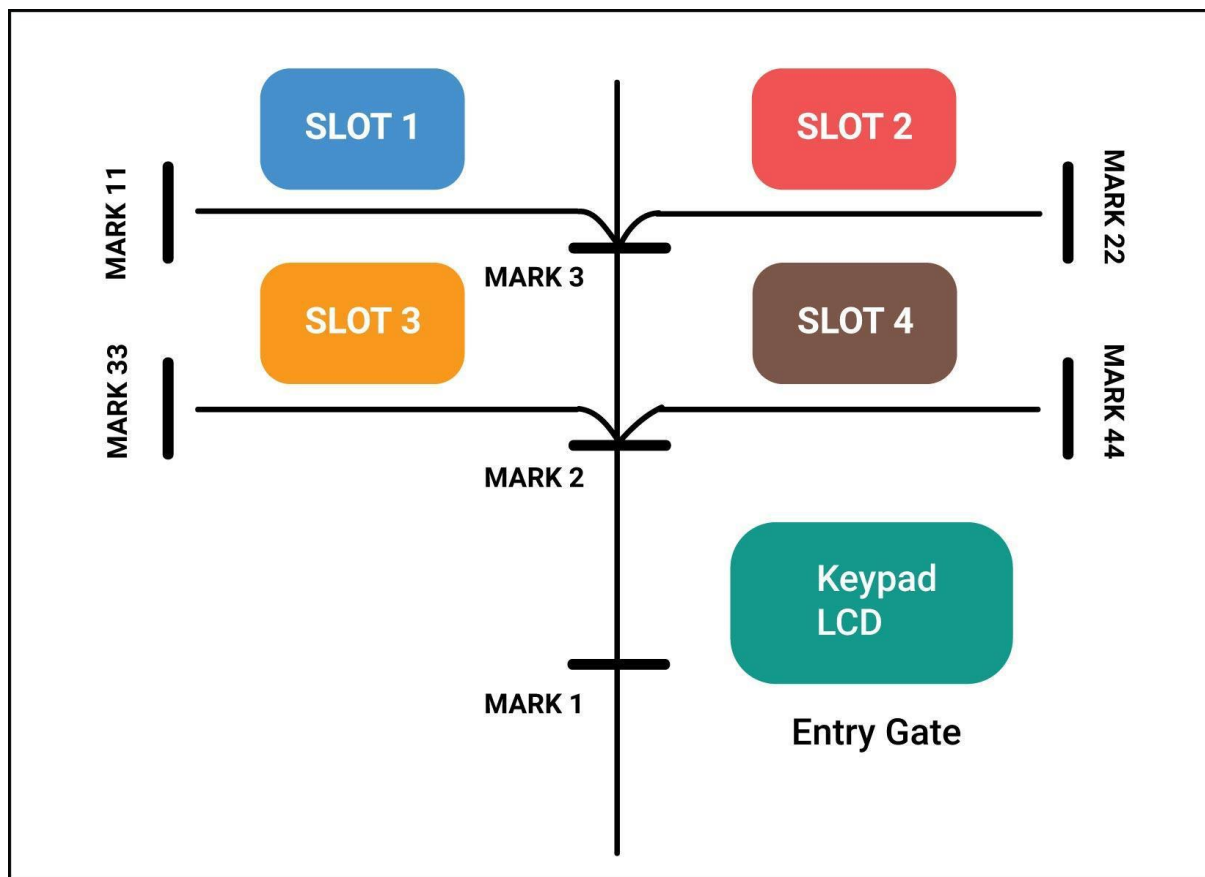 SLOT 1
SLOT 2
MARK 11
MARK 22
MARK 3
SLOT 3
SLOT 4
MARK 33
MARK 44
MARK 2
Keypad
LCD
MARK 1
Entry Gate